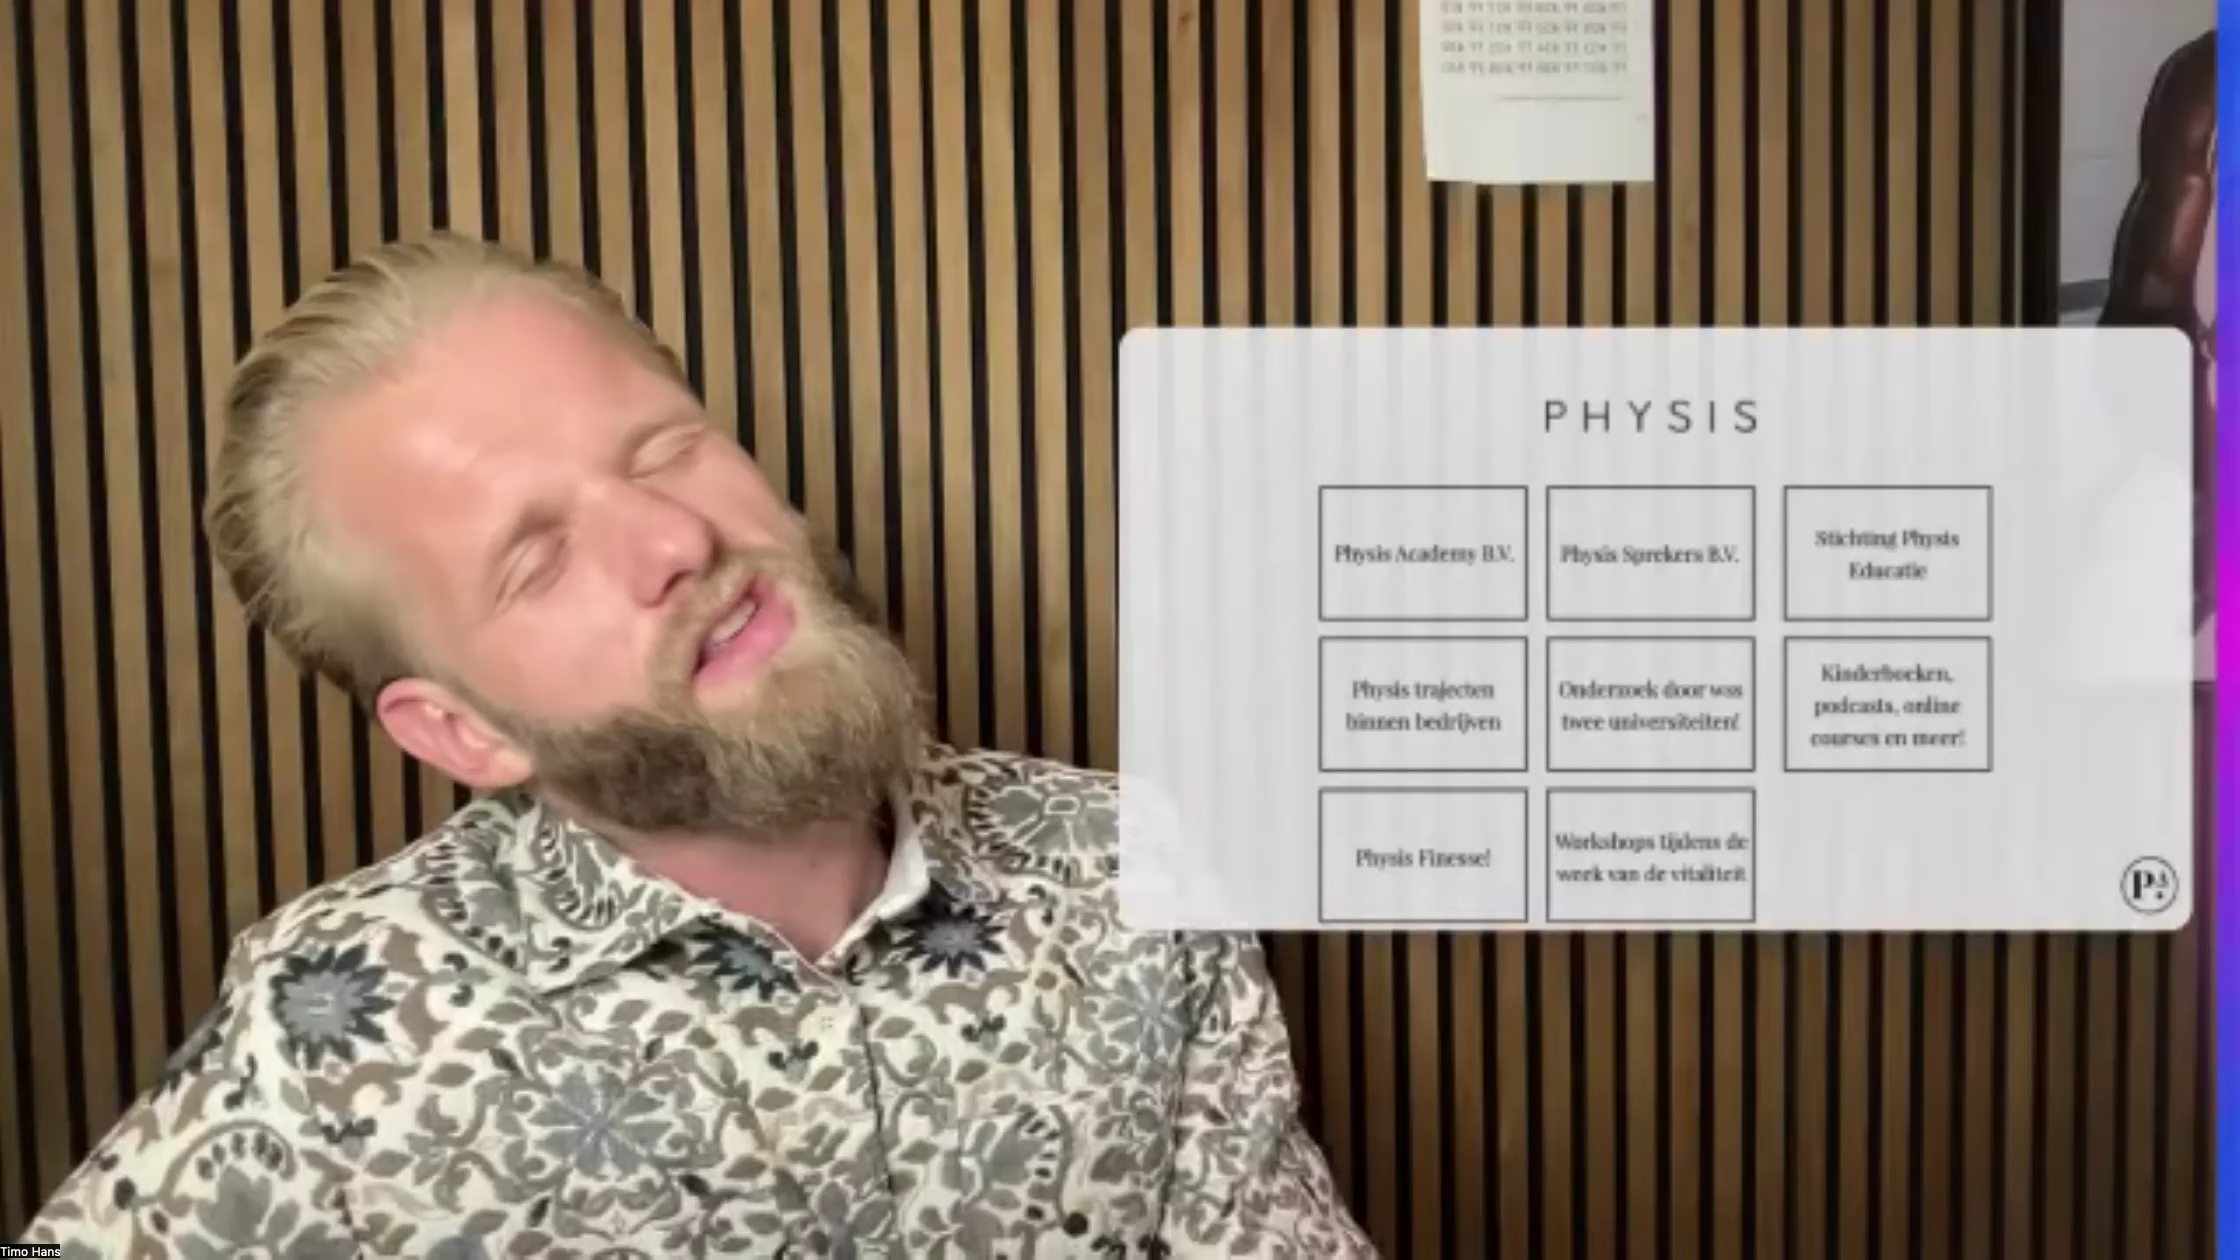 PHYSIS
Physis Academy B.V.
Physis Sprekers B.V.
Stichting Physis
Educatie
Physis trajecten
binnen bedrijven
Onderzoek door wss
twee universiteiten!
Kinderboeken,
podcasts, online
courses en meer!
Physis Finesse!
Workshops tijdens de
week van de vitaliteit
P
Timo Hans